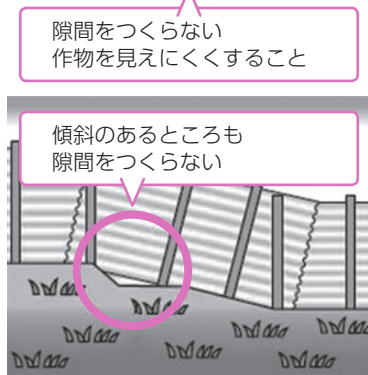 隙間をつくらない
作物を見えにくくすること
傾斜のあるところも
隙間をつくらない